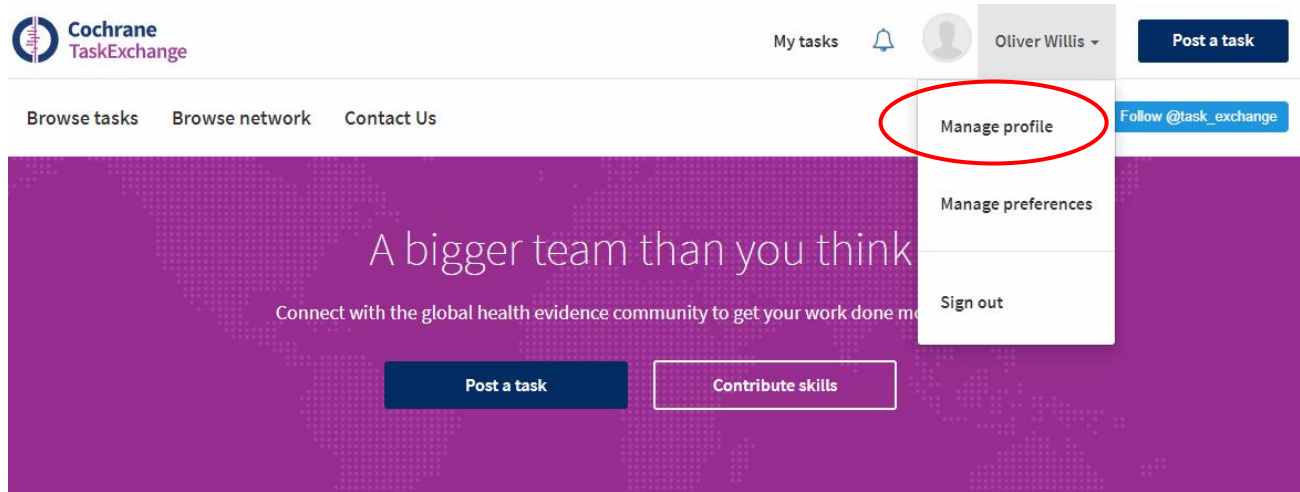 Cochrane
TaskExchange
My tasks
Oliver Willis
Post a task
Browse tasks
Browse network
Contact Us
Manage profile
Follow @task_exchange
Manage preferences
A bigger team than you think
Connect with the global health evidence community to get your work done
Sign out
Post a task
Contribute skills